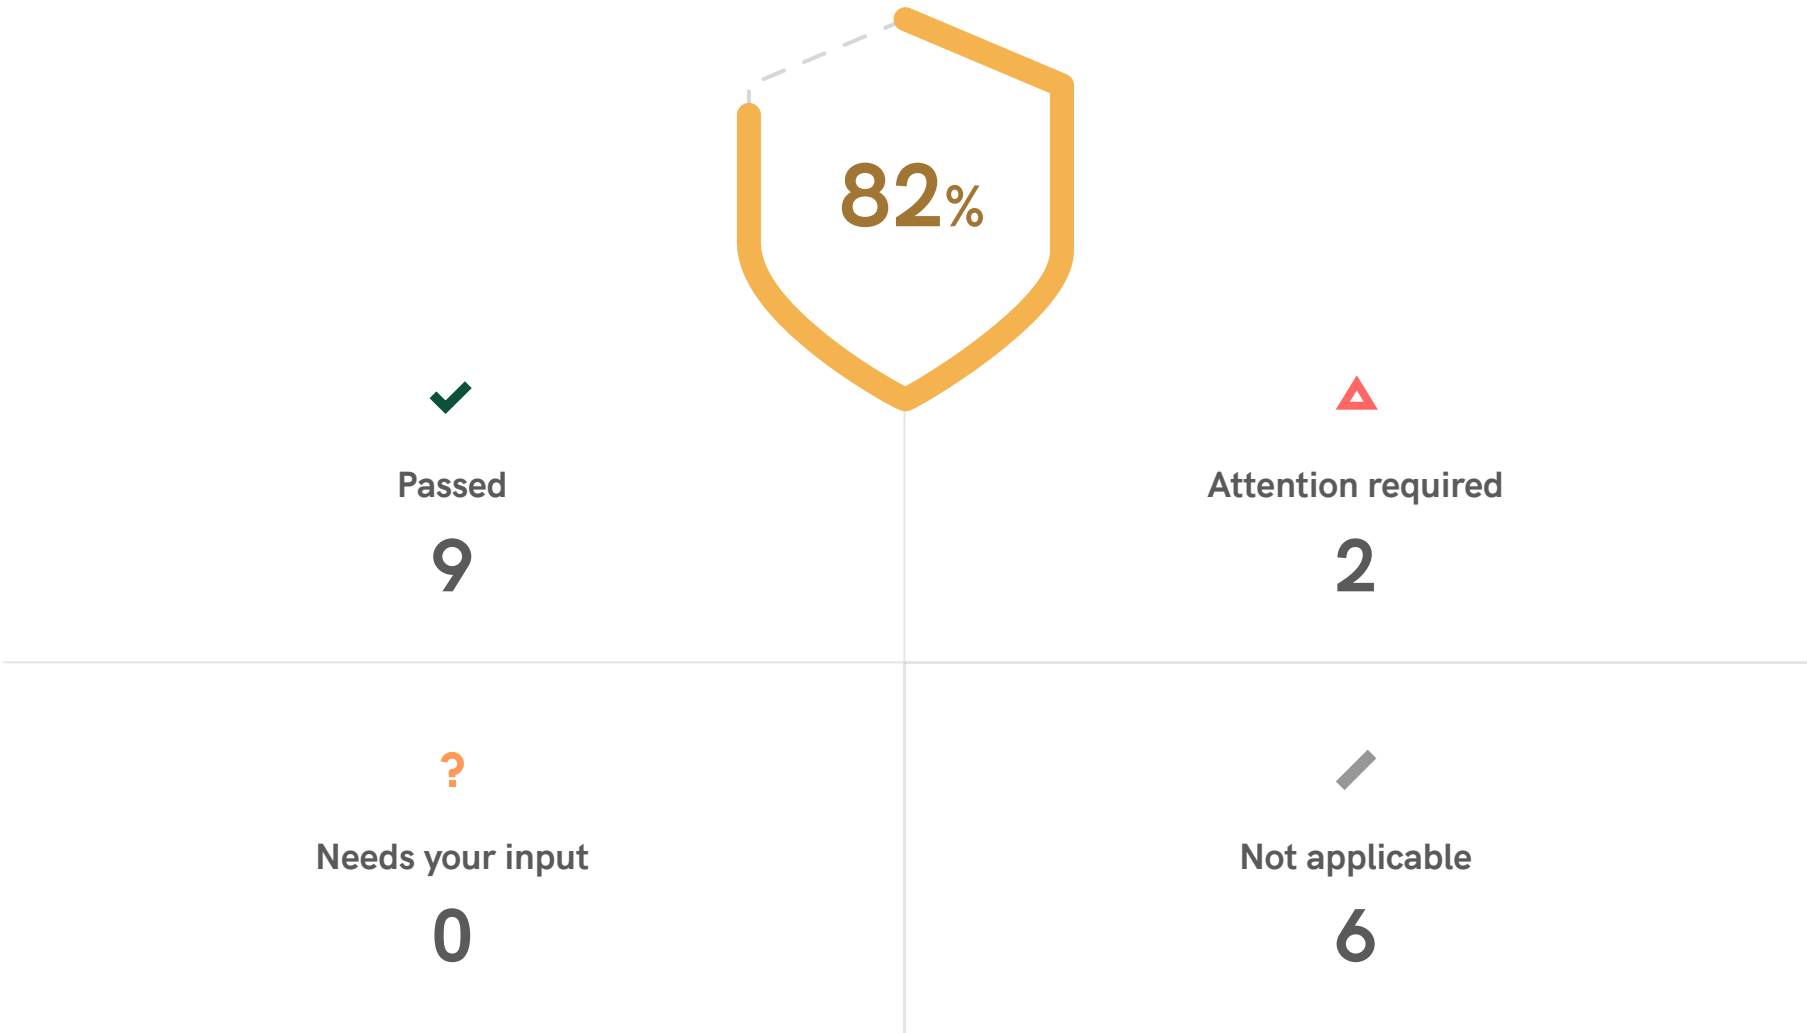 82%
Passed
9
Attention required
2
Needs your input
0
Not applicable
6